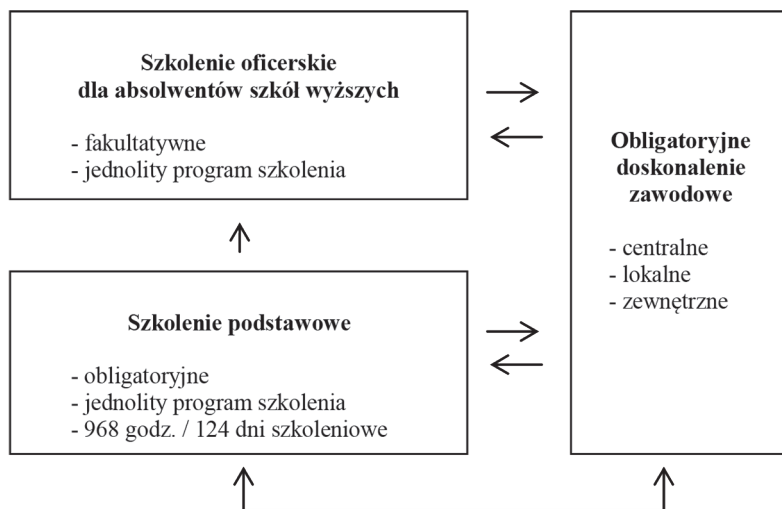 Szkolenie oficerskie
dla absolwentów szkół wyższych
- fakultatywne
- jednolity program szkolenia
Obligatoryjne
doskonalenie
zawodowe
- centralne
- lokalne
- zewnętrzne
Szkolenie podstawowe
- obligatoryjne
- jednolity program szkolenia
- 968 godz. / 124 dni szkoleniowe